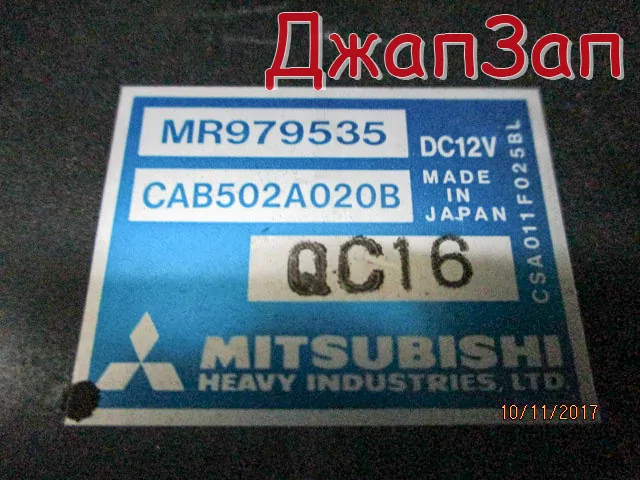 ДжапЗап
MR979535
DC12V
CAB502A020B
MADE
IN
JAPAN
CSA011F025BL
QC16
MITSUBISHI
HEAVY INDUSTRIES, LTD.
10/11/2017